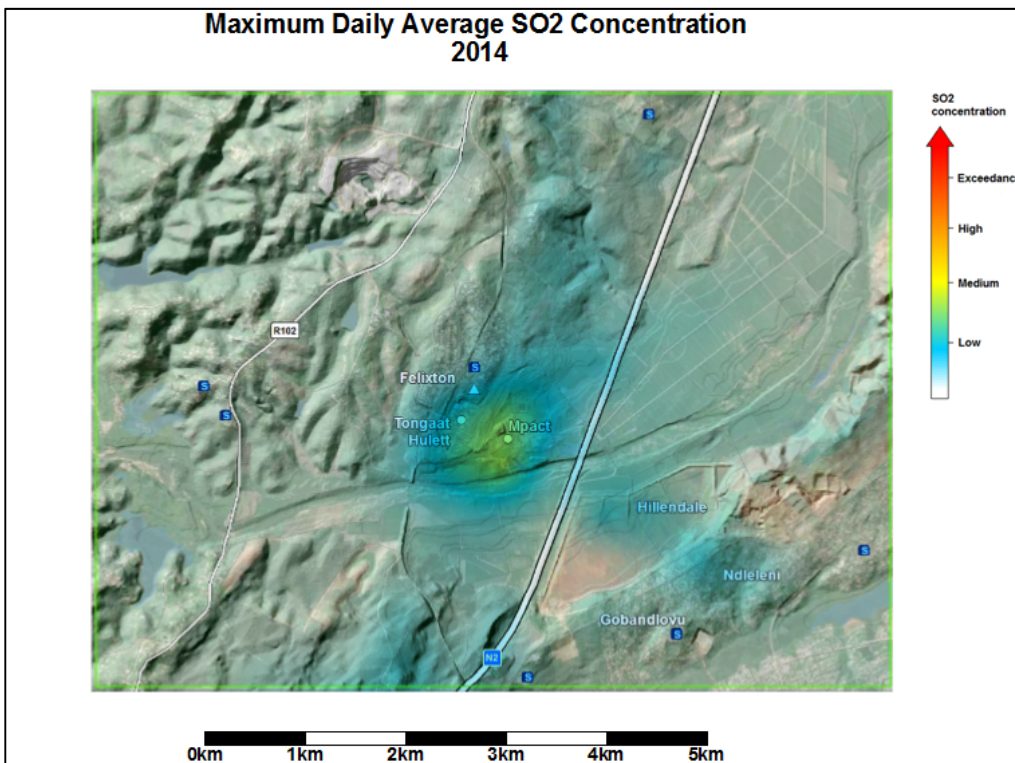 Maximum Daily Average SO2 Concentration
2014
SO2
concentration
Exceedanc
High
Medium
Low
S
R102
S
Felixton
S
S
Tongaat
Hulett
Mpact
Hillendale
Ndleleni
S
Gobandlovu
S
N2
S
0km 1km 2km 3km 4km 5km